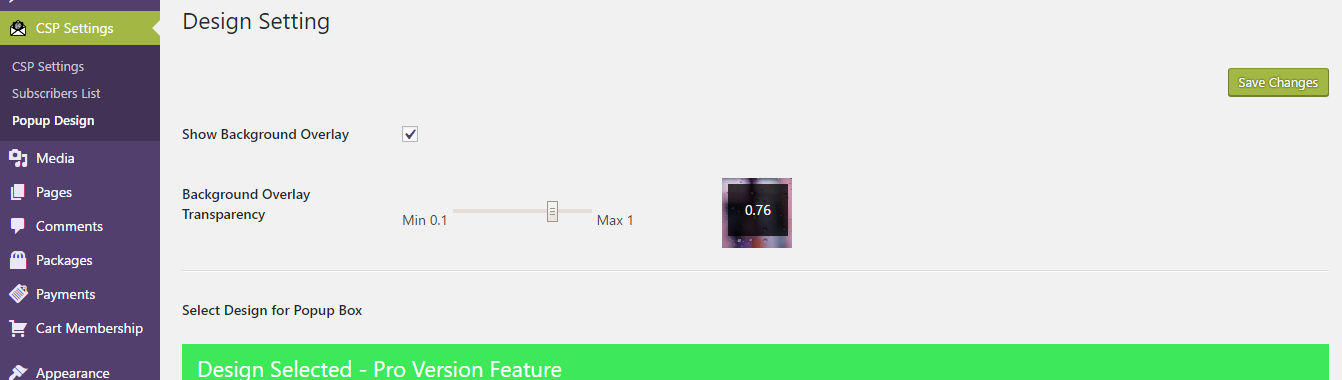 CSP Settings
CSP Settings
Subscribers List
Popup Design
Media
Pages
Comments
Packages
Payments
Cart Membership
Appearance
Design Setting
Save Changes
Show Background Overlay
Background Overlay
Transparency
Min 0.1
Max 1
0.76
Select Design for Popup Box
Design Selected - Pro Version Feature